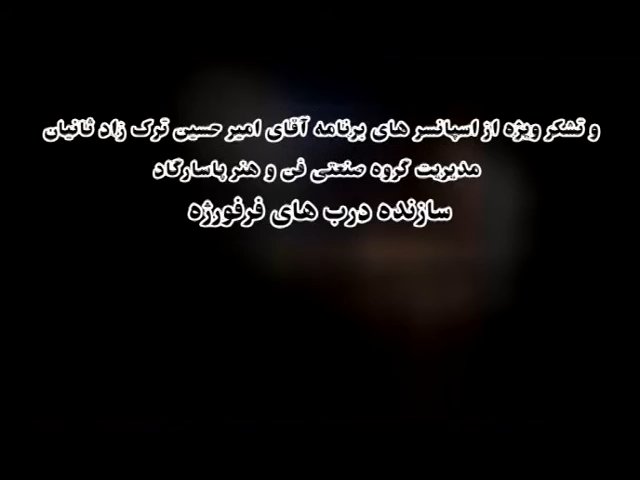 و تشکر ویژه از اسپانسر های برنامه آقای امیر حسین ترک زاد ثانیان
مدیریت گروه صنعتی فن و هنر پاسارگاد
سازنده درب های فرفورژه